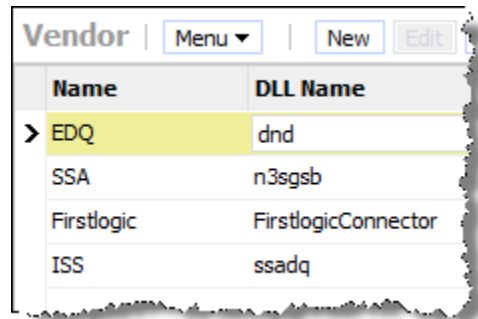 Vendor | Menu ▼ | New Edit
Name DLL Name
EDQ dnd
SSA n3sgsb
Firstlogic FirstlogicConnector
ISS ssadq